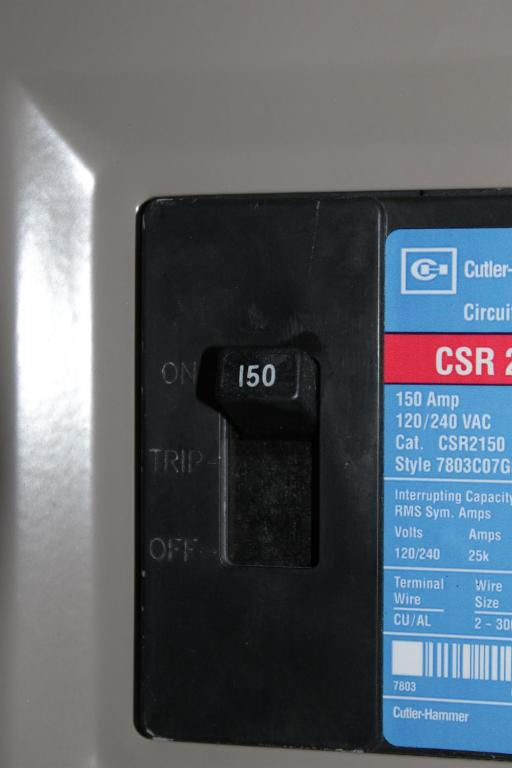 ON
150
TRIP
OFF
Cutler-
CSR 2
150 Amp
120/240 VAC
Cat. CSR2150
Style 7803C07G
Interrupting Capacity
RMS Sym. Amps
Volts Amps
120/240 25k
Terminal Wire
Wire Size
CU/AL 2 - 300
7803
Cutler-Hammer